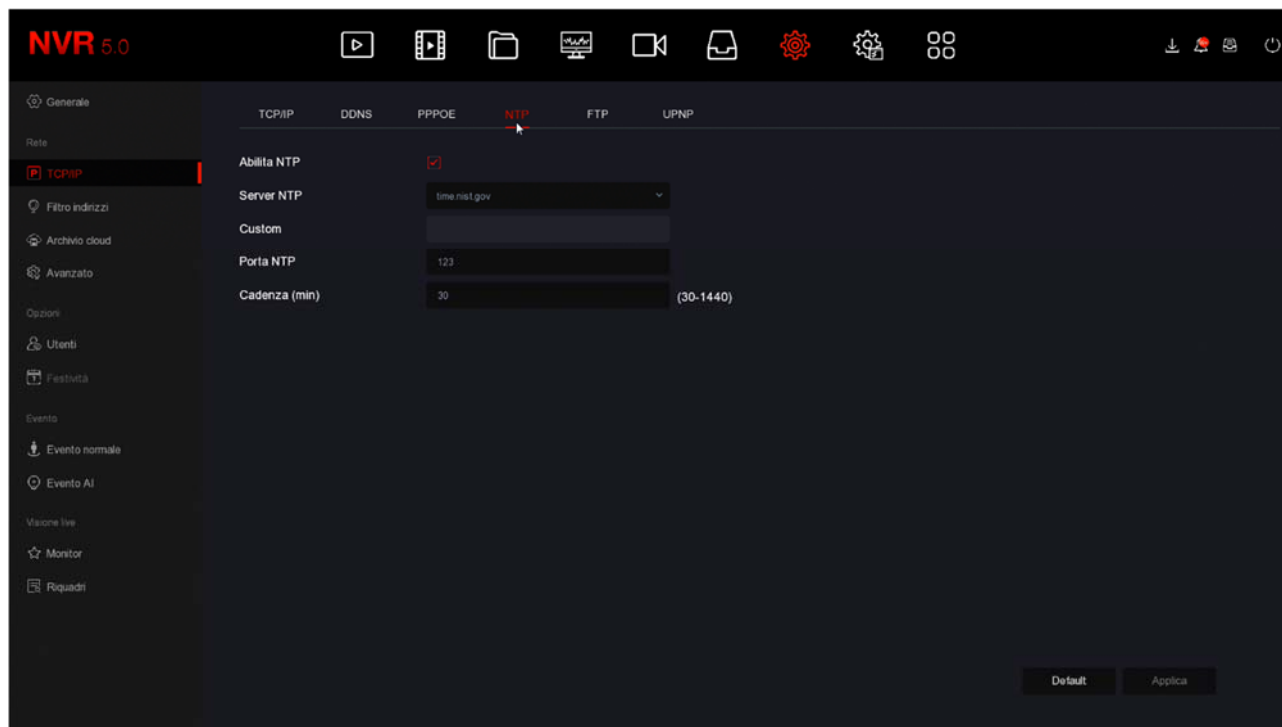 NVR 5.0
Generale
Rete
TCP/IP
Filtro indirizzi
Archivio cloud
Avanzato
Opzioni
Utenti
Festività
Evento
Evento normale
Evento AI
Visione live
Monitor
Riquadri
TCP/IP DDNS PPPOE NTP FTP UPNP
Abilita NTP
Server NTP time.nist.gov
Custom
Porta NTP 123
Cadenza (min) 30 (30-1440)
Default Applica